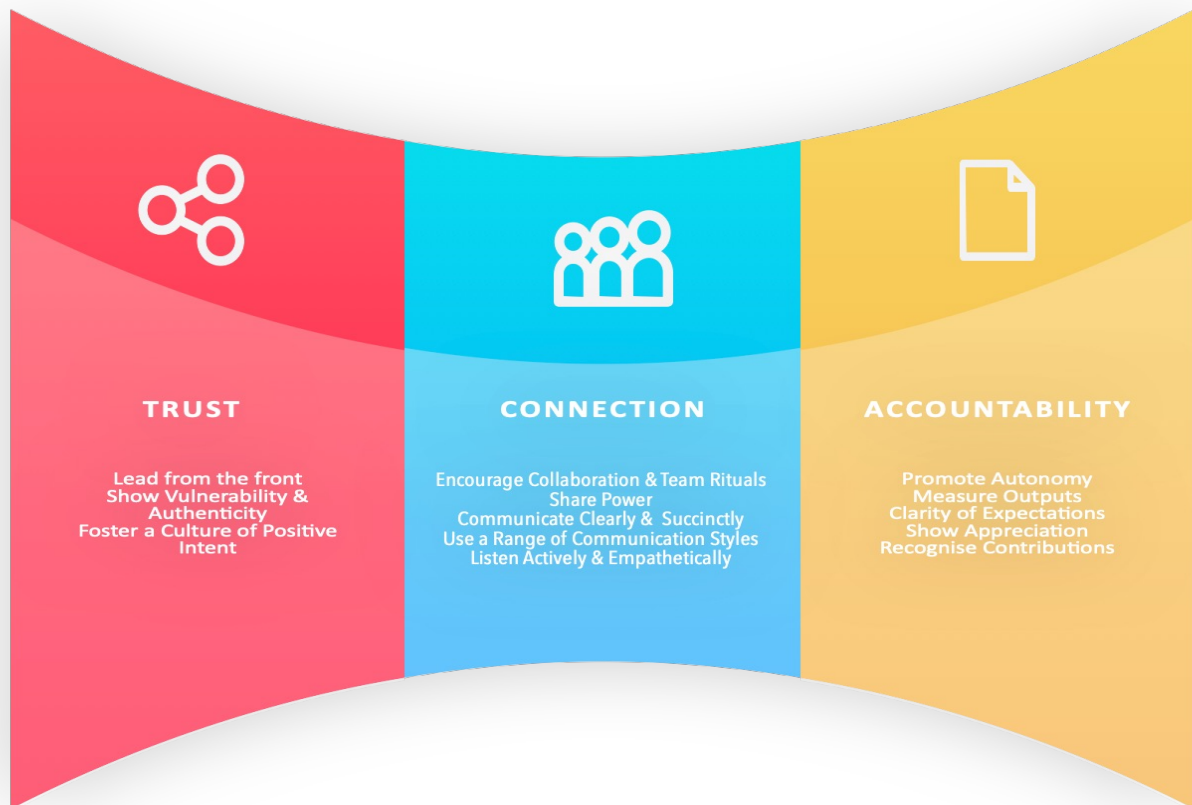 TRUST
Lead from the front
Show Vulnerability &
Authenticity
Foster a Culture of Positive
Intent
CONNECTION
Encourage Collaboration & Team Rituals
Share Power
Communicate Clearly & Succinctly
Use a Range of Communication Styles
Listen Actively & Empathetically
ACCOUNTABILITY
Promote Autonomy
Measure Outputs
Clarity of Expectations
Show Appreciation
Recognise Contributions